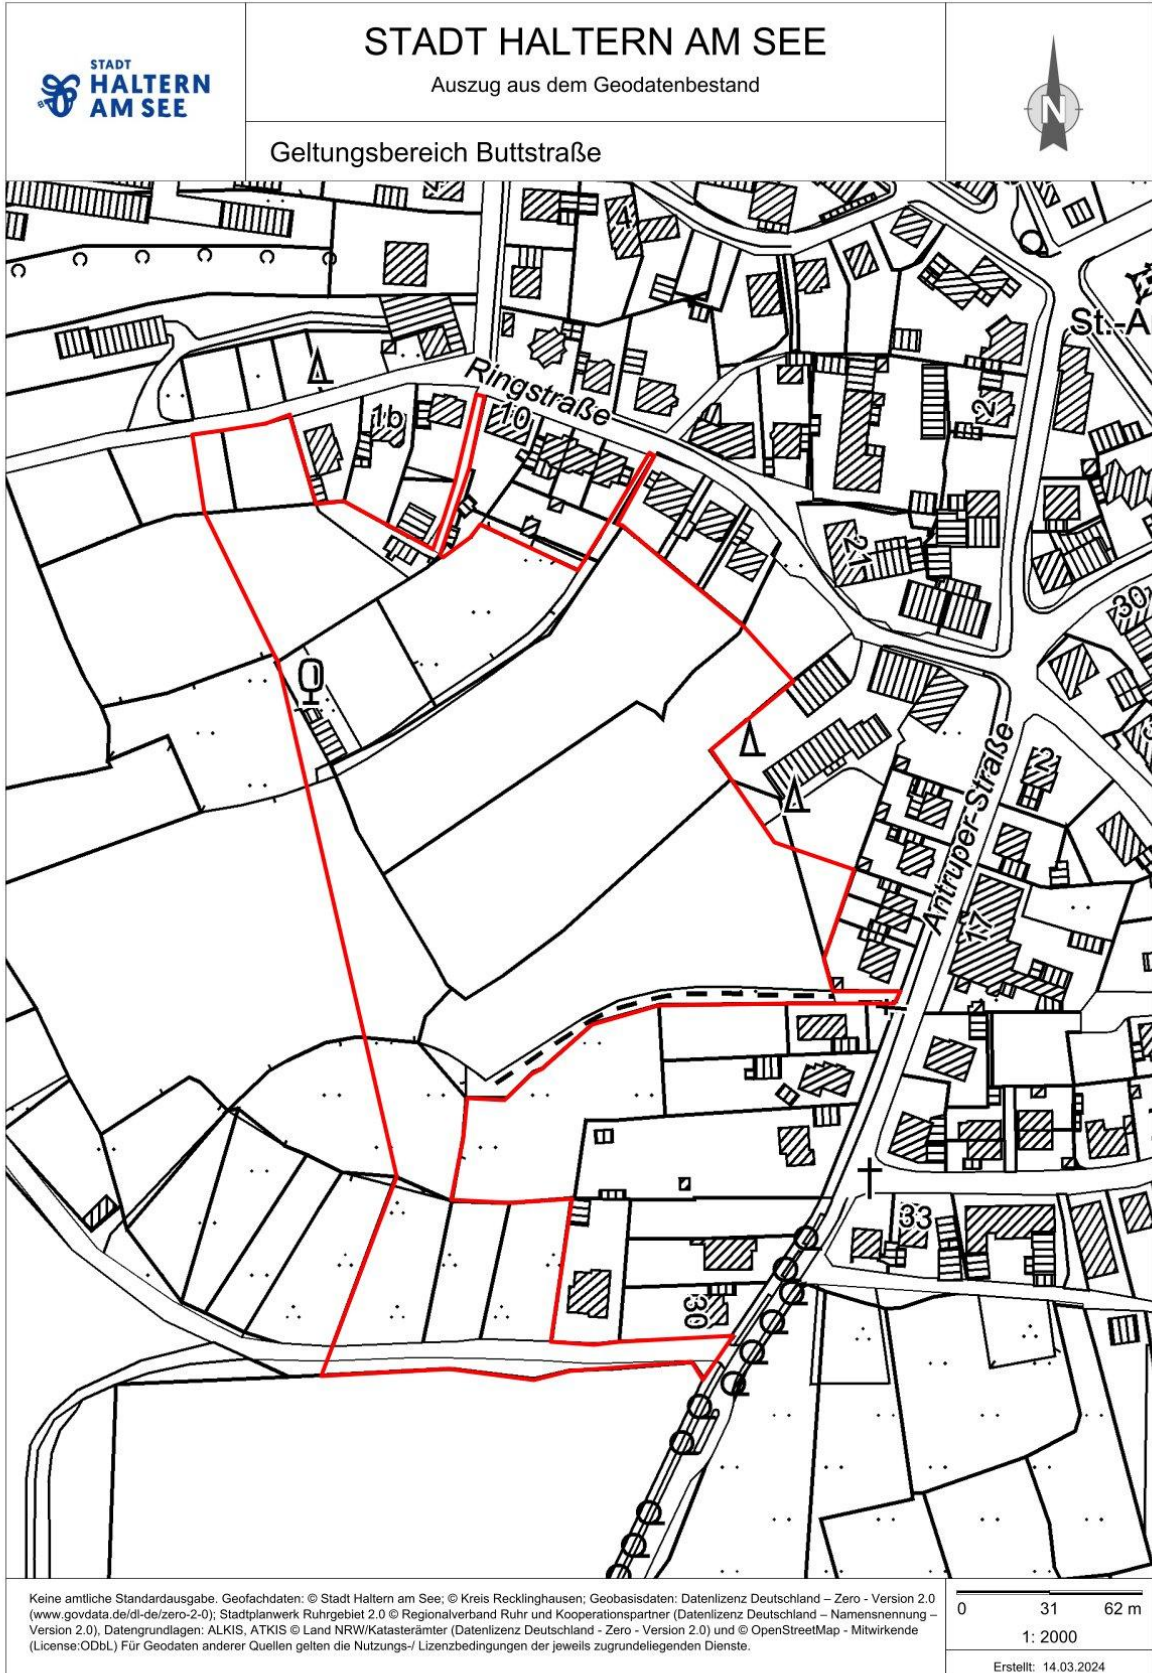 STADT
HALTERN
AM SEE
STADT HALTERN AM SEE
Auszug aus dem Geodatenbestand
Geltungsbereich Buttstraße
N
4
St.-A
Ringstraße
1b
10
2
21
30
2
Antruper-Straße
17
33
30
Keine amtliche Standardausgabe. Geofachdaten: © Stadt Haltern am See; © Kreis Recklinghausen; Geobasisdaten: Datenlizenz Deutschland – Zero - Version 2.0
(www.govdata.de/dl-de/zero-2-0); Stadtplanwerk Ruhrgebiet 2.0 © Regionalverband Ruhr und Kooperationspartner (Datenlizenz Deutschland – Namensnennung –
Version 2.0), Datengrundlagen: ALKIS, ATKIS © Land NRW/Katasterämter (Datenlizenz Deutschland - Zero - Version 2.0) und © OpenStreetMap - Mitwirkende
(License:ODbL) Für Geodaten anderer Quellen gelten die Nutzungs-/ Lizenzbedingungen der jeweils zugrundeliegenden Dienste.
0 31 62 m
1: 2000
Erstellt: 14.03.2024